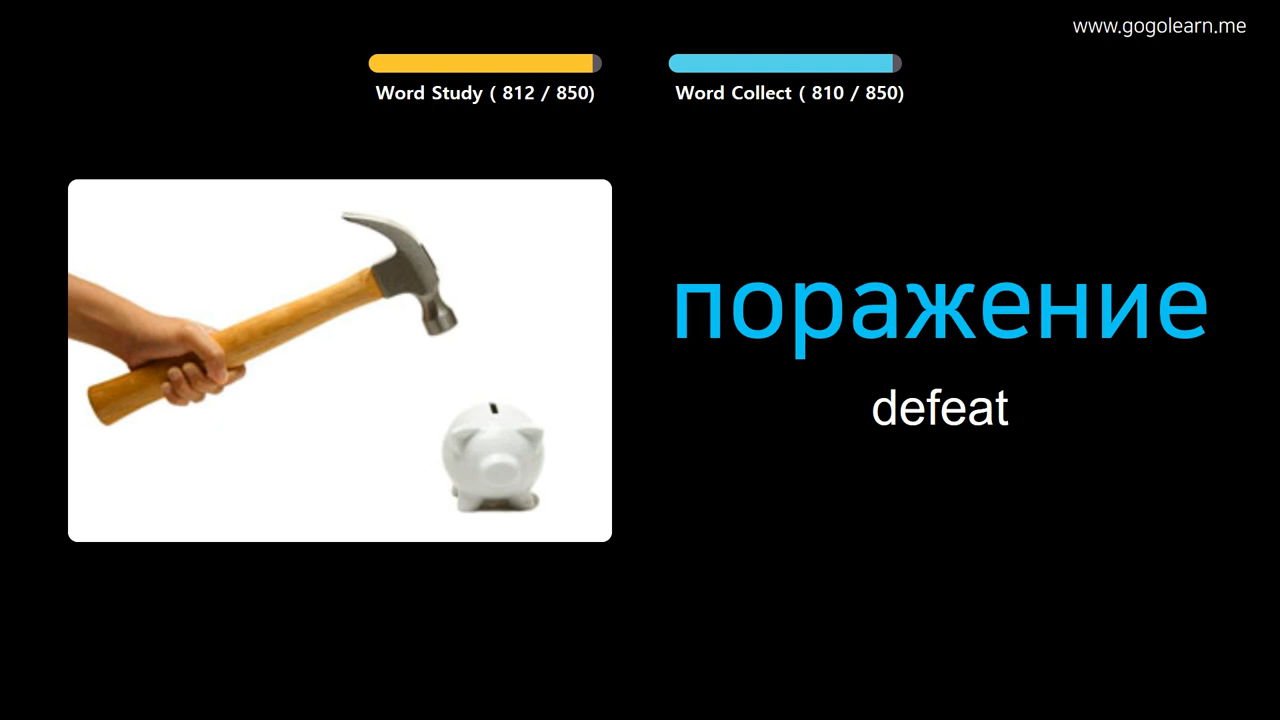 www.gogolearn.me
Word Study ( 812 / 850)
Word Collect ( 810 / 850)
поражение
defeat